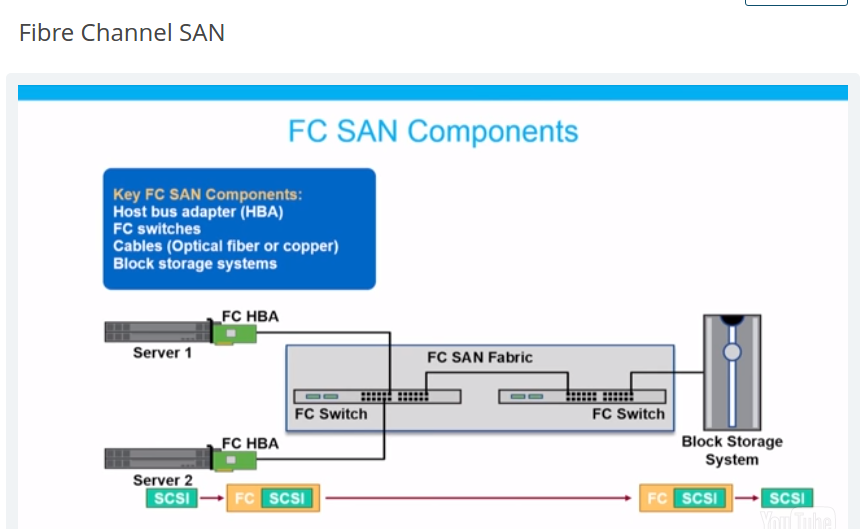 Fibre Channel SAN
FC SAN Components
Key FC SAN Components:
Host bus adapter (HBA)
FC switches
Cables (Optical fiber or copper)
Block storage systems
FC HBA
Server 1
FC SAN Fabric
FC Switch
FC Switch
FC HBA
Server 2
Block Storage
System
SCSI
FC SCSI
FC SCSI
SCSI
YouTube